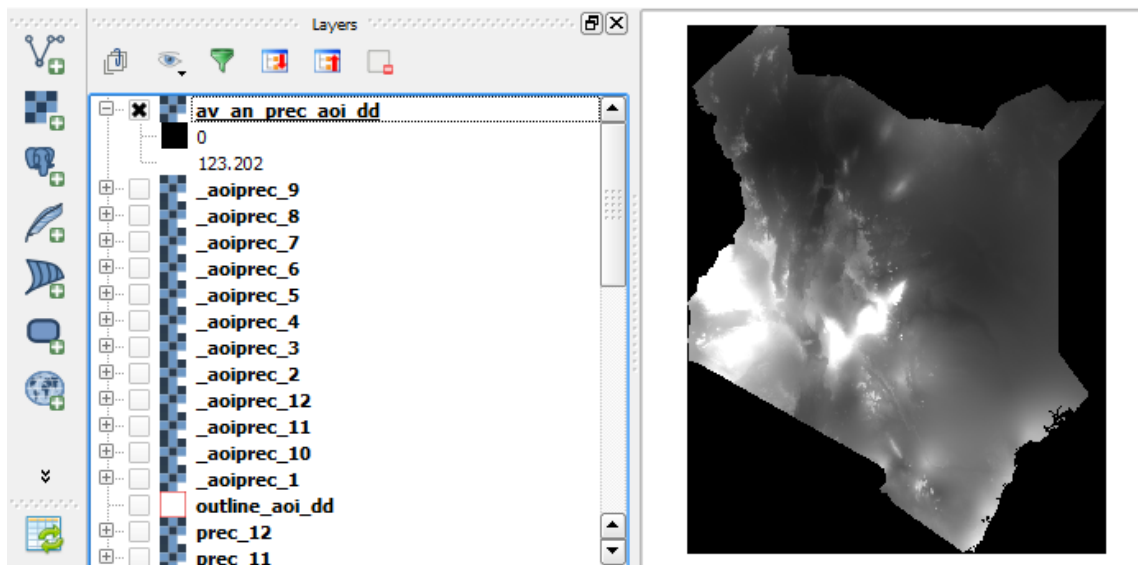 Layers
av_an_prec_aoi_dd
0
123.202
_aoiprec_9
_aoiprec_8
_aoiprec_7
_aoiprec_6
_aoiprec_5
_aoiprec_4
_aoiprec_3
_aoiprec_2
_aoiprec_12
_aoiprec_11
_aoiprec_10
_aoiprec_1
outline_aoi_dd
prec_12
prec_11